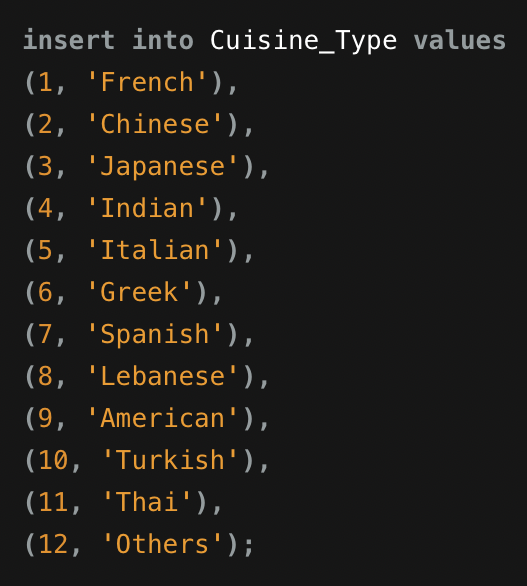 insert into Cuisine_Type values
(1, 'French'),
(2, 'Chinese'),
(3, 'Japanese'),
(4, 'Indian'),
(5, 'Italian'),
(6, 'Greek'),
(7, 'Spanish'),
(8, 'Lebanese'),
(9, 'American'),
(10, 'Turkish'),
(11, 'Thai'),
(12, 'Others');